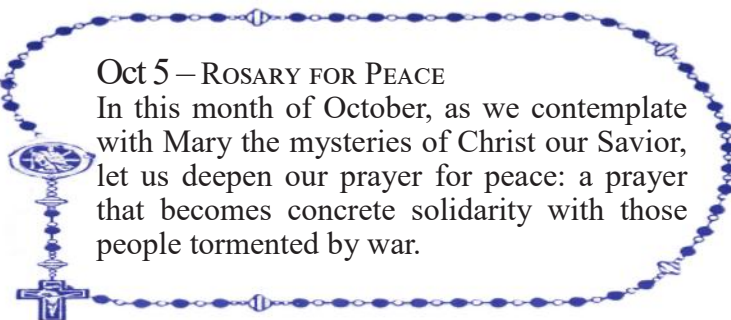 Oct 5 – Rosary for Peace
In this month of October, as we contemplate
with Mary the mysteries of Christ our Savior,
let us deepen our prayer for peace: a prayer
that becomes concrete solidarity with those
people tormented by war.